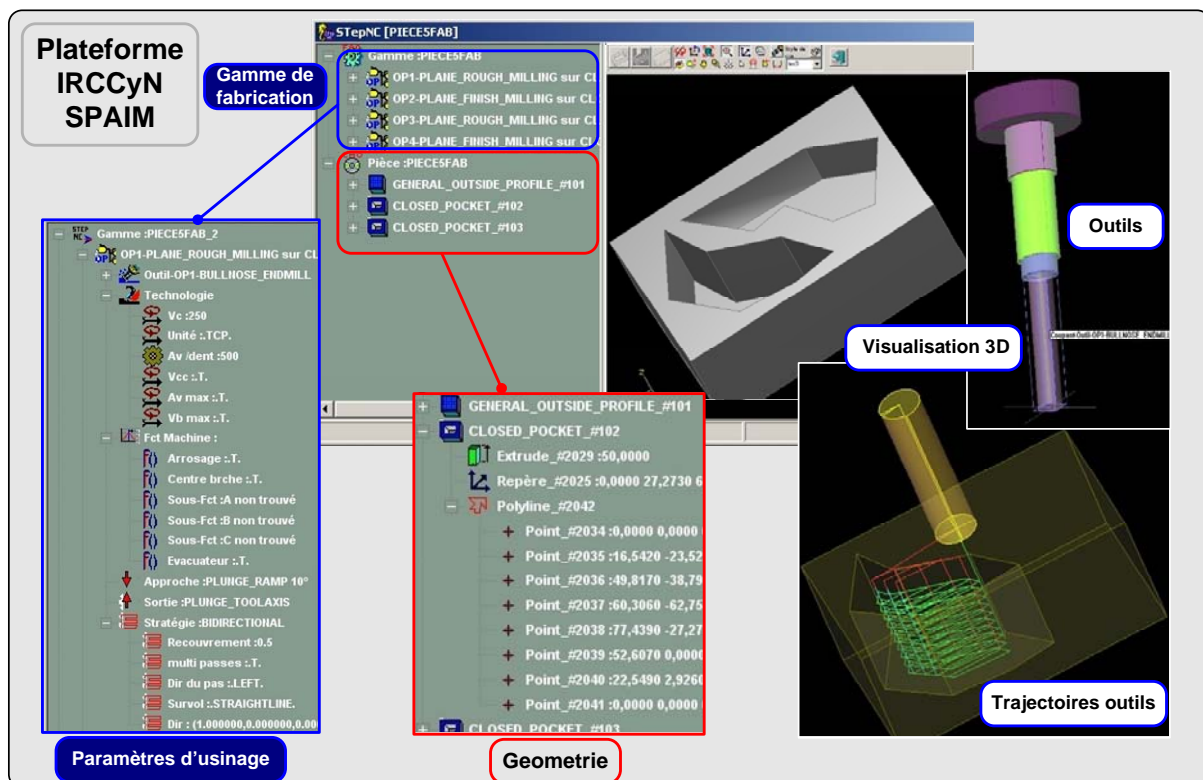 Plateforme
IRCCyN
SPAIM
Gamme de
fabrication
STepNC [PIECE5FAB]
Gamme :PIECE5FAB
OP1-PLANE_ROUGH_MILLING sur CL
OP2-PLANE_FINISH_MILLING sur CL
OP3-PLANE_ROUGH_MILLING sur CL
OP4-PLANE_FINISH_MILLING sur CL
Pièce :PIECE5FAB
GENERAL_OUTSIDE_PROFILE_#101
CLOSED_POCKET_#102
CLOSED_POCKET_#103
Outils
Coupant-Outil-OP1-BULLNOSE_ENDMILL
Visualisation 3D
Trajectoires outils
STEP
NC
Gamme :PIECE5FAB_2
OP1-PLANE_ROUGH_MILLING sur CL
Outil-OP1-BULLNOSE_ENDMILL
Technologie
Vc :250
Unité :.TCP.
Av /dent :500
Vcc :.T.
Av max :.T.
Vb max :.T.
Fct Machine :
Arrosage :.T.
Centre brche :.T.
Sous-Fct :A non trouvé
Sous-Fct :B non trouvé
Sous-Fct :C non trouvé
Evacuateur :.T.
Approche :PLUNGE_RAMP 10°
Sortie :PLUNGE_TOOLAXIS
Stratégie :BIDIRECTIONAL
Recouvrement :0.5
multi passes :.T.
Dir du pas :.LEFT.
Survol :.STRAIGHTLINE.
Dir : (1.000000,0.000000,0.00
Paramètres d'usinage
GENERAL_OUTSIDE_PROFILE_#101
CLOSED_POCKET_#102
Extrude_#2029 :50,0000
Repère_#2025 :0,0000 27,2730 6
Polyline_#2042
Point_#2034 :0,0000 0,0000
Point_#2035 :16,5420 -23,52
Point_#2036 :49,8170 -38,79
Point_#2037 :60,3060 -62,75
Point_#2038 :77,4390 -27,27
Point_#2039 :52,6070 0,0000
Point_#2040 :22,5490 2,9260
Point_#2041 :0,0000 0,0000
CLOSED_POCKET_#103
Geometrie